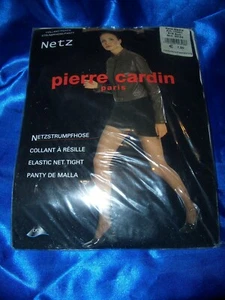 Netz
pierre cardin
paris
NETZSTRUMPFHOSE
COLLANT À RÉSILLE
ELASTIC NET TIGHT
PANTY DE MALLA